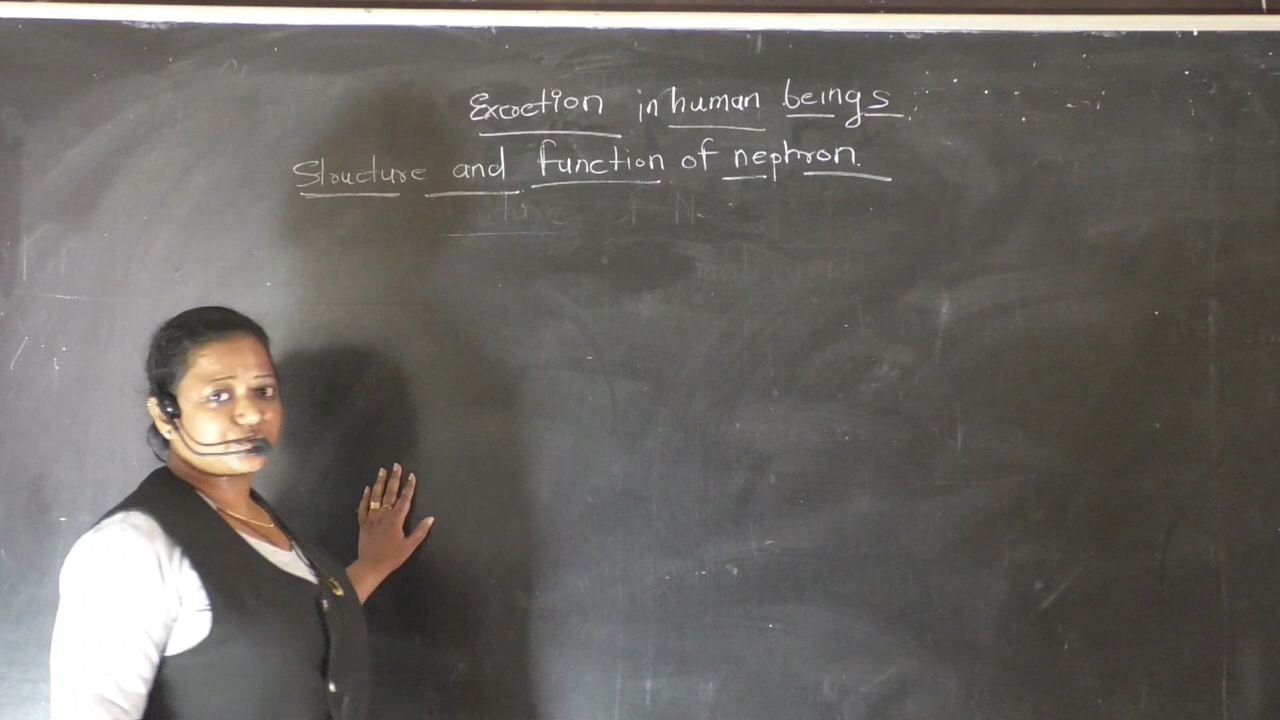 Excretion in human beings.
Structure and function of nephron.